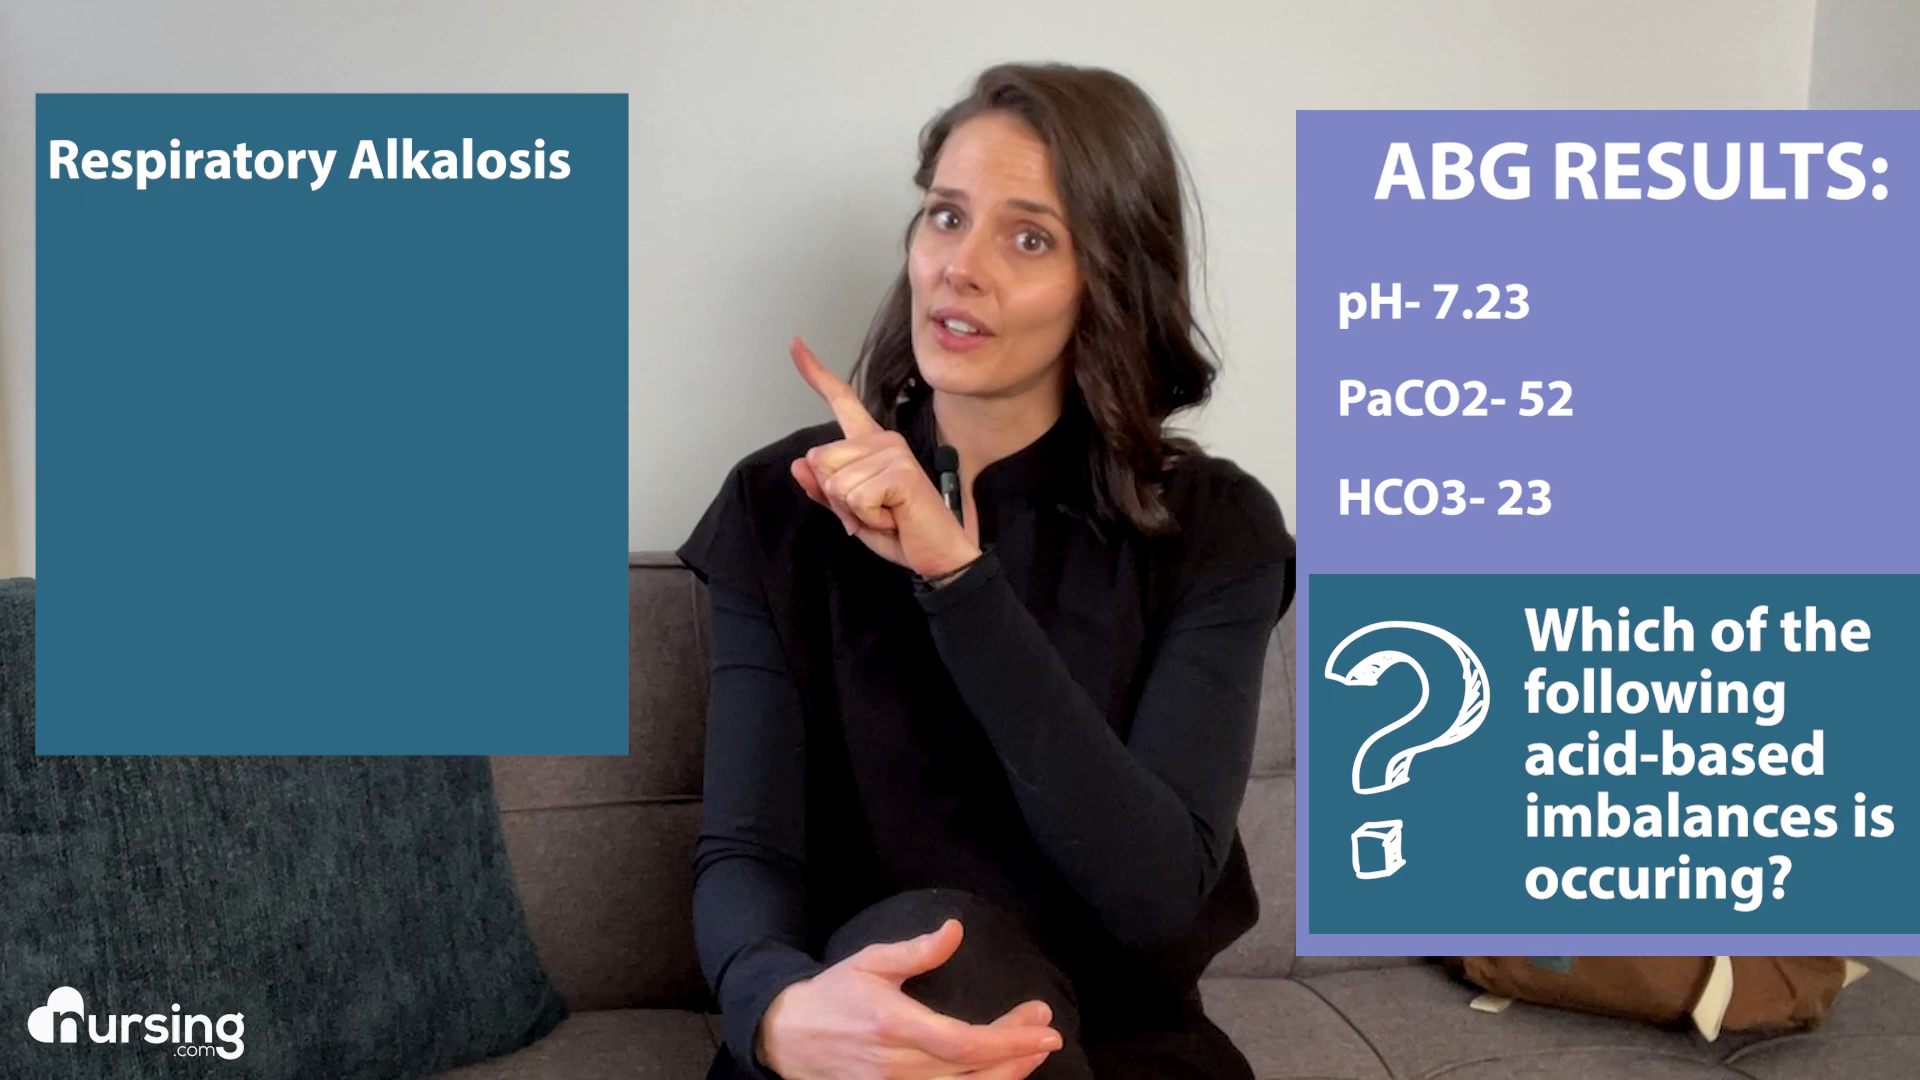 Respiratory Alkalosis
ABG RESULTS:
pH- 7.23
PaCO2- 52
HCO3- 23
Which of the
following
acid-based
imbalances is
occuring?
nursing
.com